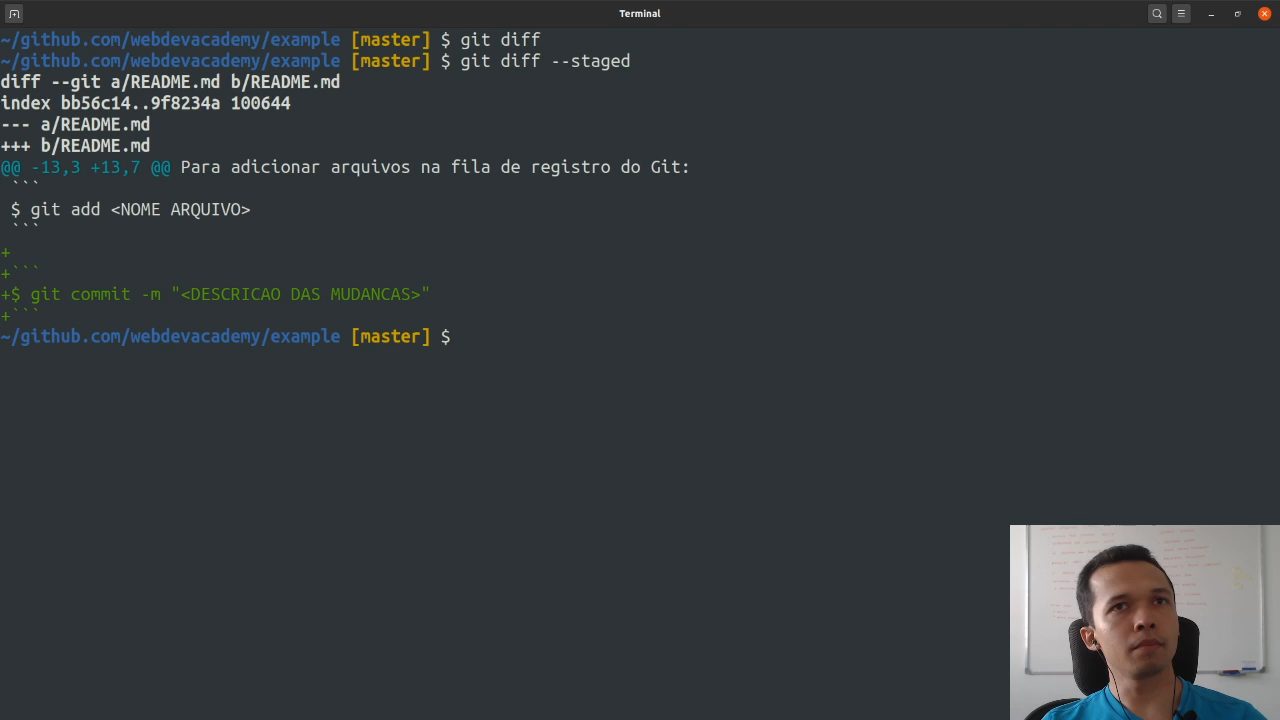 Terminal
~/github.com/webdevacademy/example [master] $ git diff
~/github.com/webdevacademy/example [master] $ git diff --staged
diff --git a/README.md b/README.md
index bb56c14..9f8234a 100644
--- a/README.md
+++ b/README.md
@@ -13,3 +13,7 @@ Para adicionar arquivos na fila de registro do Git:
 ```
 $ git add <NOME ARQUIVO>
 ```
+
+```
+$ git commit -m "<DESCRICAO DAS MUDANCAS>"
+```
~/github.com/webdevacademy/example [master] $